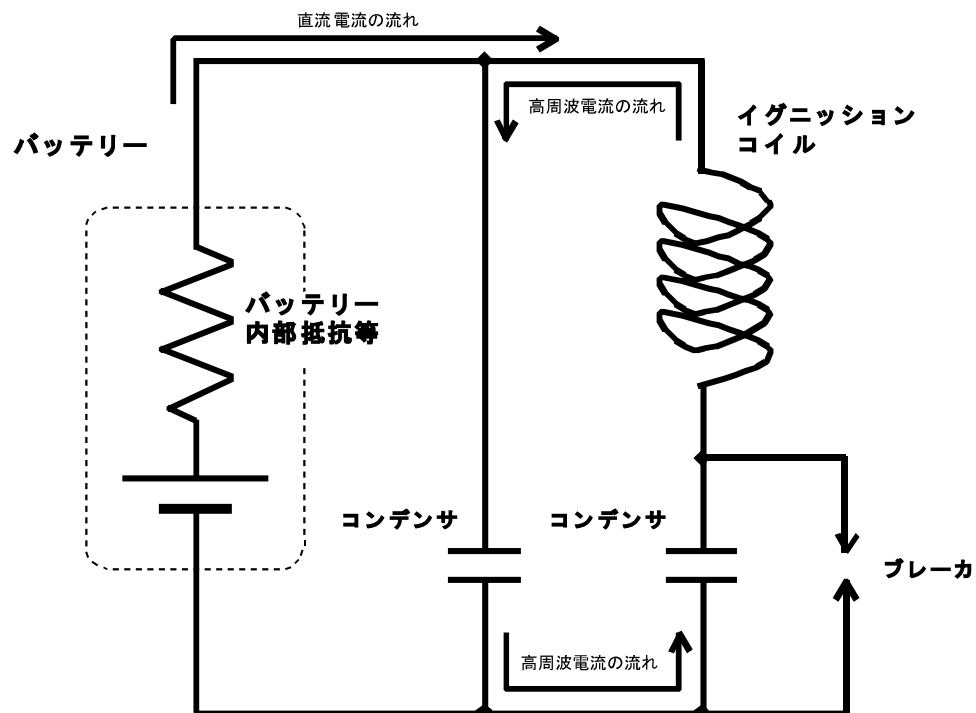 直流電流の流れ
高周波電流の流れ
イグニッション
コイル
バッテリー
バッテリー
内部抵抗等
コンデンサ
コンデンサ
ブレーカ
高周波電流の流れ